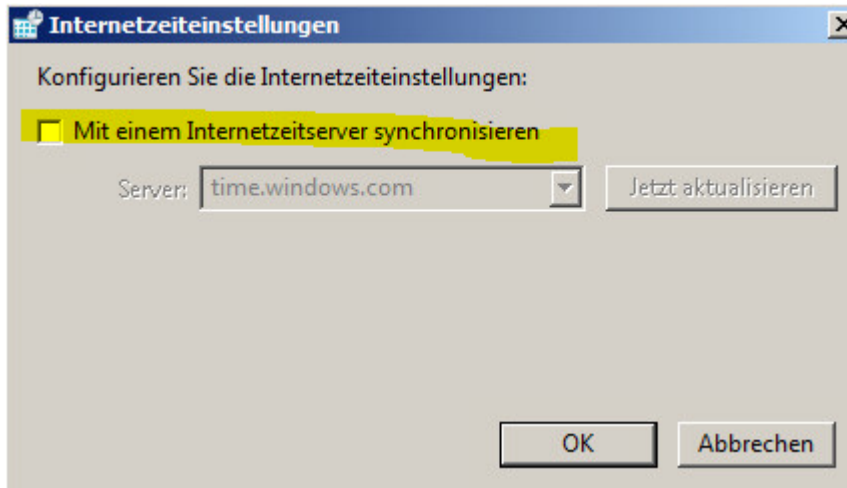 Internetzeiteinstellungen
Konfigurieren Sie die Internetzeiteinstellungen:
Mit einem Internetzeitserver synchronisieren
Server: time.windows.com Jetzt aktualisieren
OK Abbrechen